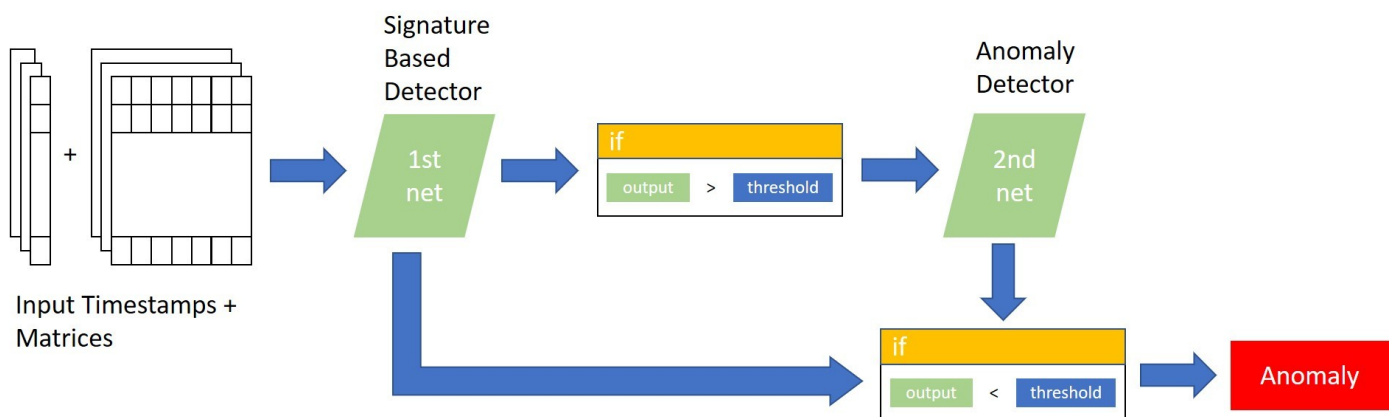 Signature
Based
Detector
Anomaly
Detector
+
1st
net
if
output > threshold
2nd
net
Input Timestamps +
Matrices
if
output < threshold
Anomaly